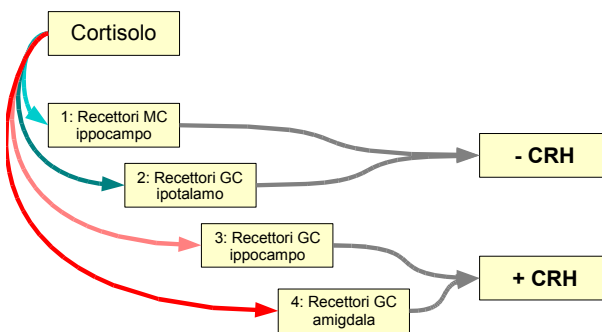 Cortisolo
1: Recettori MC
ippocampo
- CRH
2: Recettori GC
ipotalamo
3: Recettori GC
ippocampo
+ CRH
4: Recettori GC
amigdala